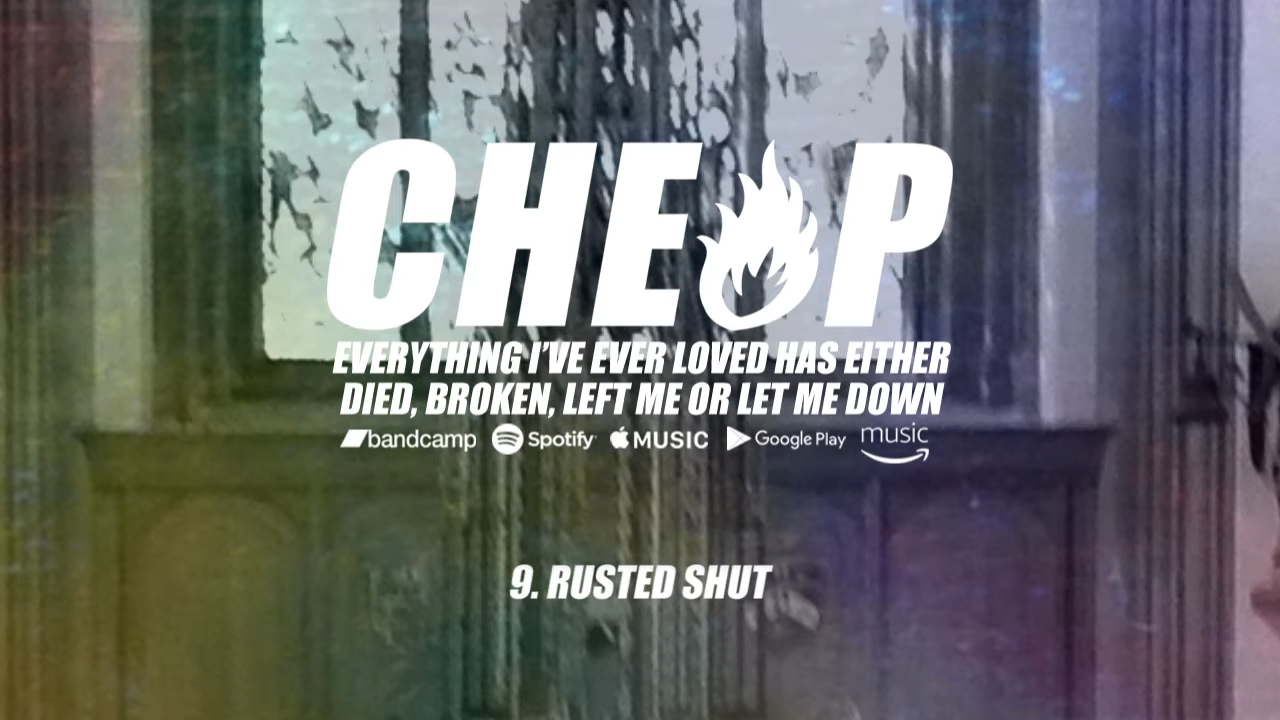 CHEAP
EVERYTHING I'VE EVER LOVED HAS EITHER
DIED, BROKEN, LEFT ME OR LET ME DOWN
bandcamp Spotify MUSIC Google Play music
9. RUSTED SHUT